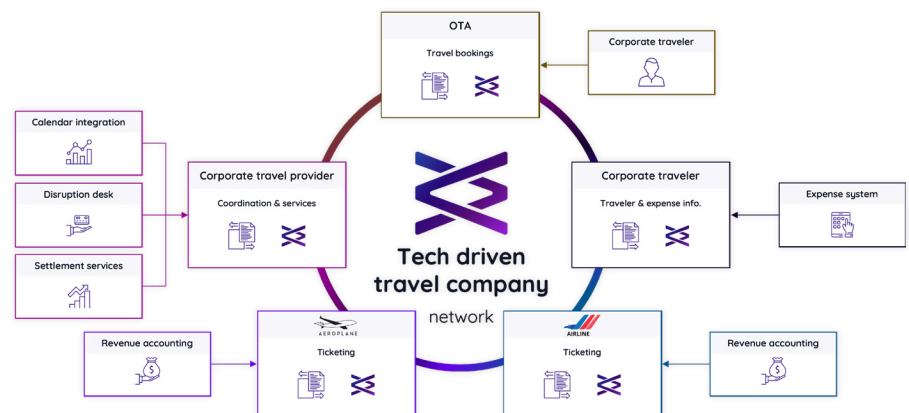 OTA
Travel bookings
Corporate traveler
Calendar integration
Disruption desk
Settlement services
Corporate travel provider
Coordination & services
Corporate traveler
Traveler & expense info.
Expense system
Tech driven
travel company
network
Revenue accounting
AEROPLANE
Ticketing
AIRLINE
Ticketing
Revenue accounting